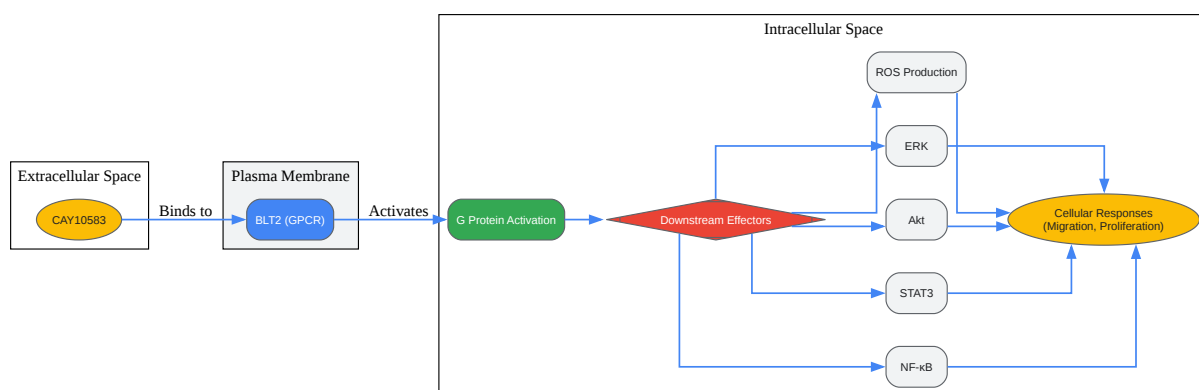 Intracellular Space
ROS Production
ERK
Extracellular Space
Plasma Membrane
CAY10583
Binds to
BLT2 (GPCR)
Activates
G Protein Activation
Downstream Effectors
Akt
Cellular Responses
(Migration, Proliferation)
STAT3
NF-κB